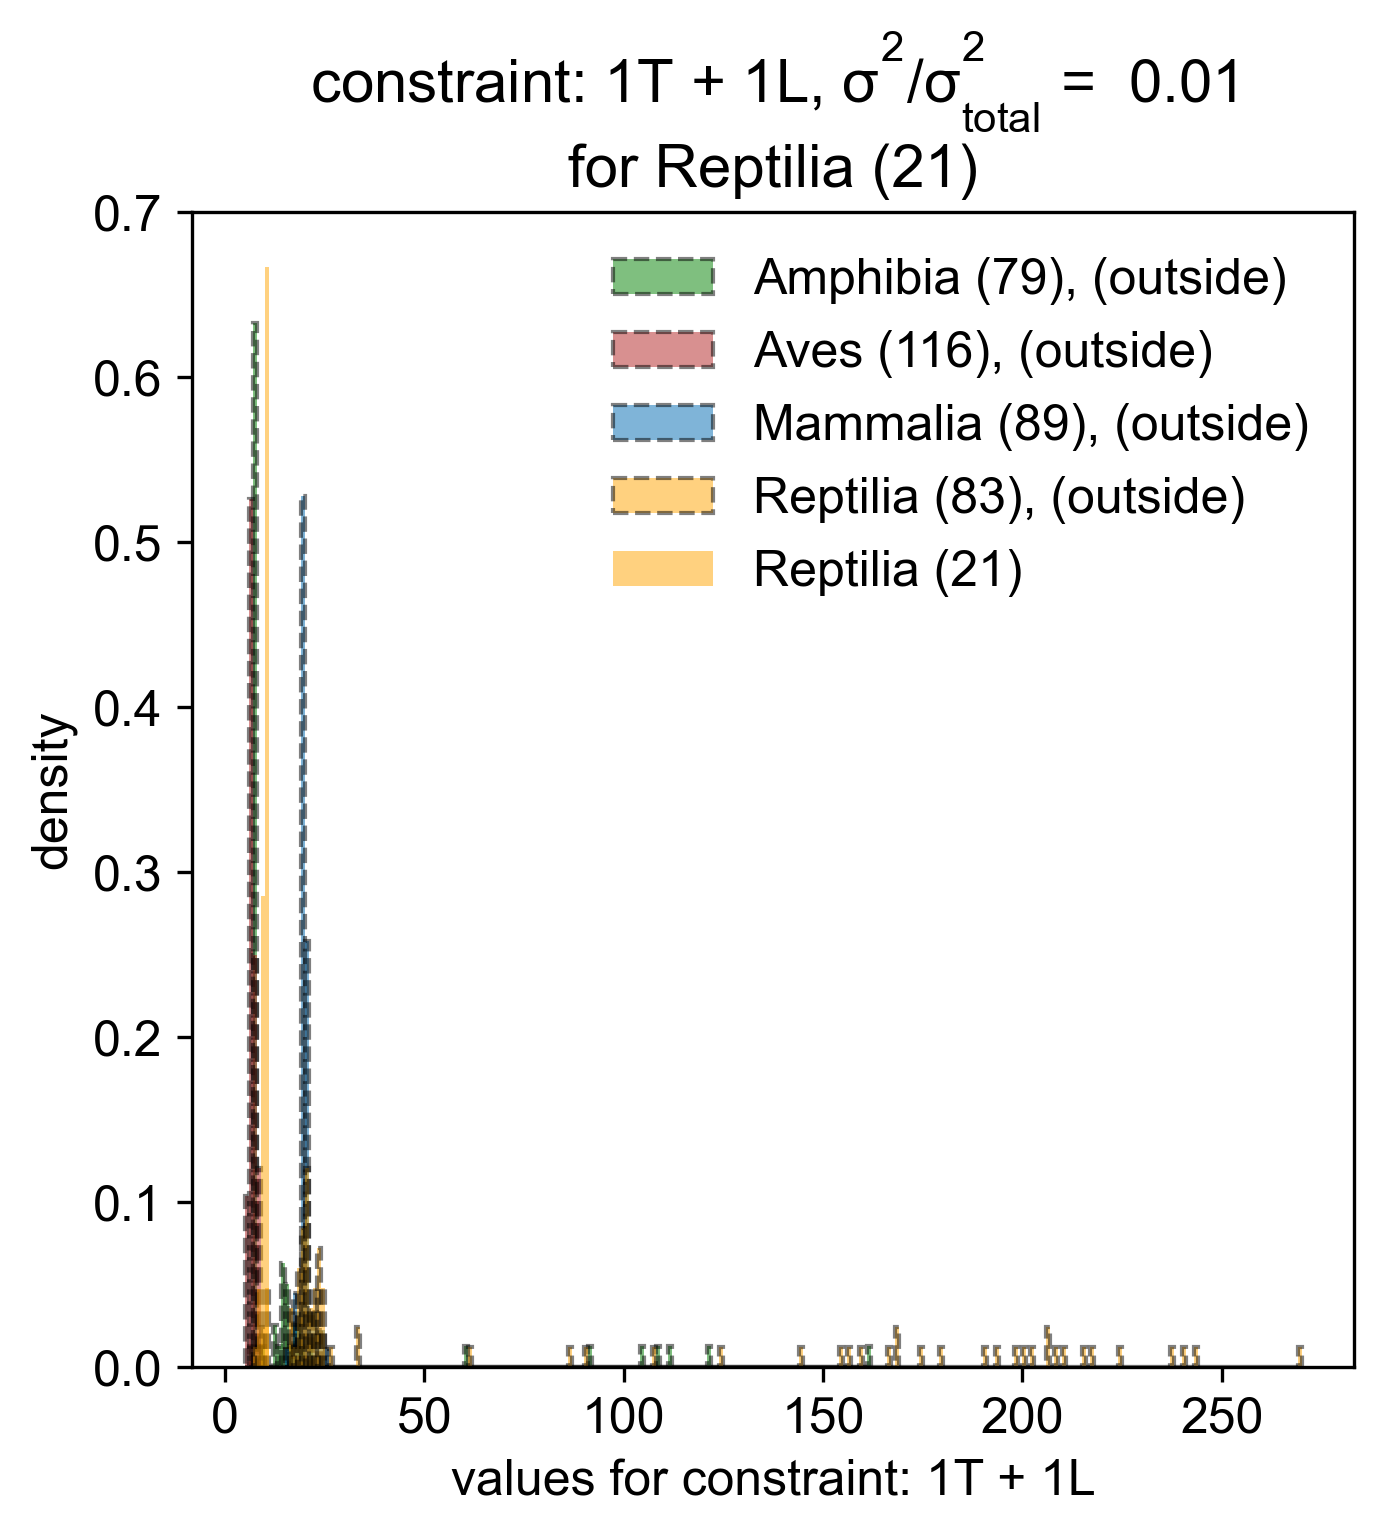 constraint: 1T + 1L, σ²/σ²total = 0.01
for Reptilia (21)
0.7
0.6
0.5
0.4
0.3
0.2
0.1
0.0
density
Amphibia (79), (outside)
Aves (116), (outside)
Mammalia (89), (outside)
Reptilia (83), (outside)
Reptilia (21)
0 50 100 150 200 250
values for constraint: 1T + 1L